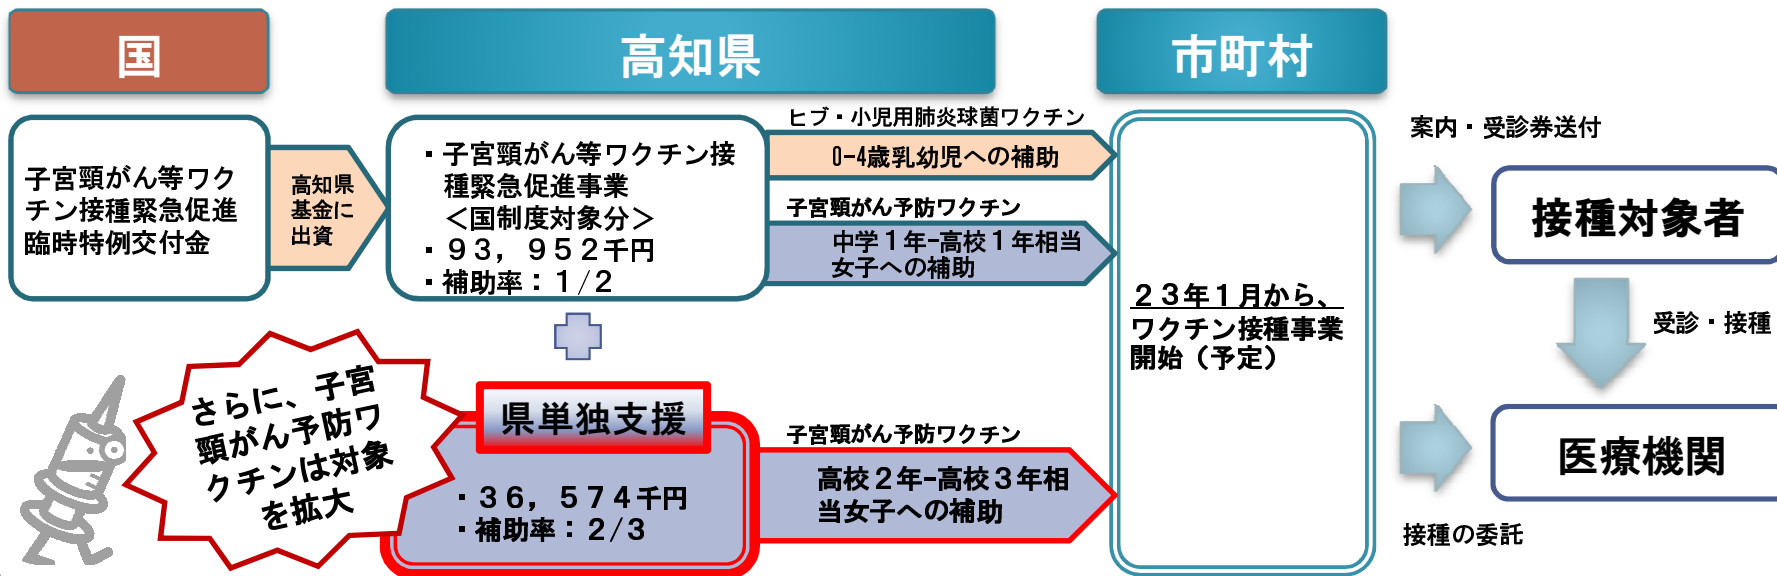 国
高知県
市町村
子宮頸がん等ワク
チン接種緊急促進
臨時特例交付金
高知県
基金に
出資
・子宮頸がん等ワクチン接
種緊急促進事業
＜国制度対象分＞
・９３，９５２千円
・補助率：１/２
ヒブ・小児用肺炎球菌ワクチン
0-4歳乳幼児への補助
子宮頸がん予防ワクチン
中学１年-高校１年相当
女子への補助
２３年１月から、
ワクチン接種事業
開始（予定）
案内・受診券送付
接種対象者
受診・接種
医療機関
接種の委託
さらに、子宮
頸がん予防ワ
クチンは対象
を拡大
県単独支援
・３６，５７４千円
・補助率：２/３
子宮頸がん予防ワクチン
高校２年-高校３年相
当女子への補助